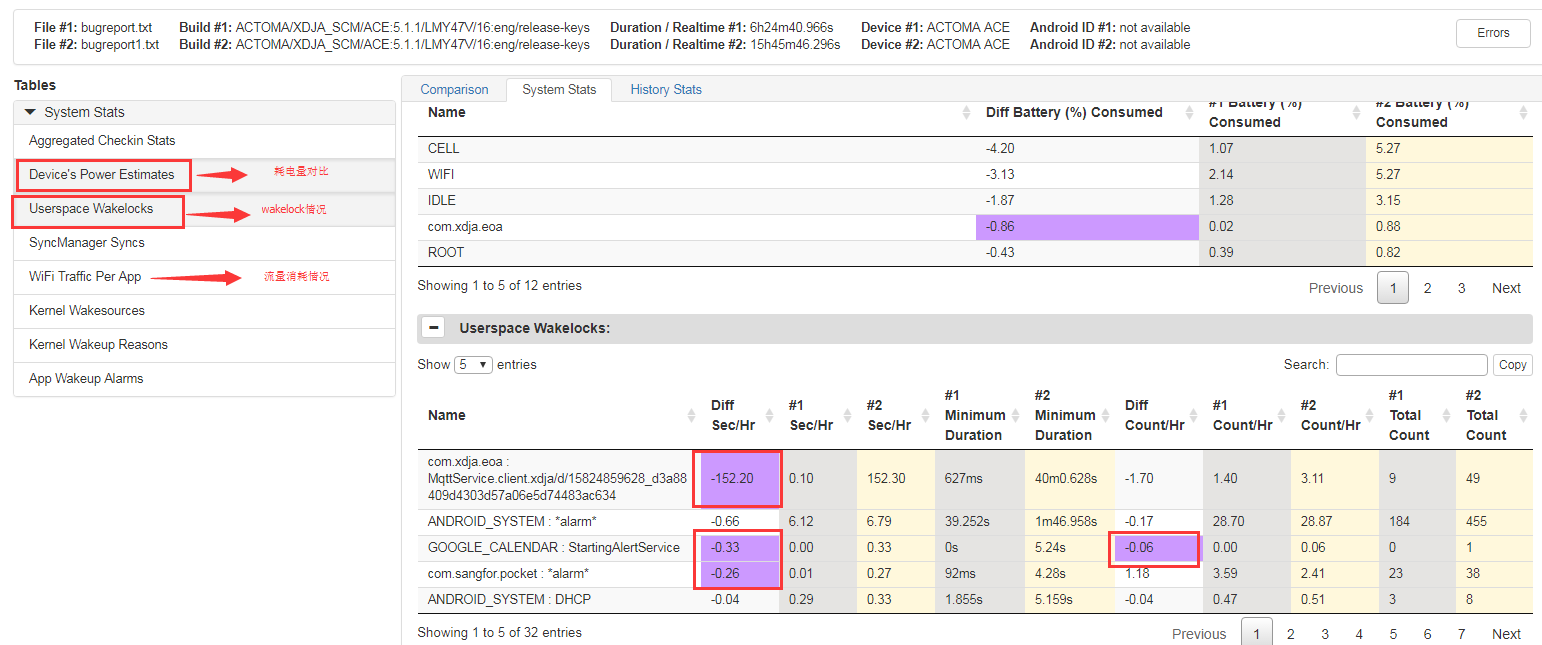 File #1: bugreport.txt Build #1: ACTOMA/XDJA_SCM/ACE:5.1.1/LMY47V/16:eng/release-keys Duration / Realtime #1: 6h24m40.966s Device #1: ACTOMA ACE Android ID #1: not available
File #2: bugreport1.txt Build #2: ACTOMA/XDJA_SCM/ACE:5.1.1/LMY47V/16:eng/release-keys Duration / Realtime #2: 15h45m46.296s Device #2: ACTOMA ACE Android ID #2: not available
Errors
Tables
System Stats
Aggregated Checkin Stats
Device's Power Estimates 耗电量对比
Userspace Wakelocks wakelock情况
SyncManager Syncs
WiFi Traffic Per App 流量消耗情况
Kernel Wakesources
Kernel Wakeup Reasons
App Wakeup Alarms
Comparison System Stats History Stats
Name Diff Battery (%) Consumed #1 Battery (%) Consumed #2 Battery (%) Consumed
CELL -4.20 1.07 5.27
WIFI -3.13 2.14 5.27
IDLE -1.87 1.28 3.15
com.xdja.eoa -0.86 0.02 0.88
ROOT -0.43 0.39 0.82
Showing 1 to 5 of 12 entries Previous 1 2 3 Next
Userspace Wakelocks:
Show 5 entries Search: Copy
Name Diff Sec/Hr #1 Sec/Hr #2 Sec/Hr #1 Minimum Duration #2 Minimum Duration Diff Count/Hr #1 Count/Hr #2 Count/Hr #1 Total Count #2 Total Count
com.xdja.eoa :
MqttService.client.xdja/d/15824859628_d3a88 -152.20 0.10 152.30 627ms 40m0.628s -1.70 1.40 3.11 9 49
409d4303d57a06e5d74483ac634
ANDROID_SYSTEM : *alarm* -0.66 6.12 6.79 39.252s 1m46.958s -0.17 28.70 28.87 184 455
GOOGLE_CALENDAR : StartingAlertService -0.33 0.00 0.33 0s 5.24s -0.06 0.00 0.06 0 1
com.sangfor.pocket : *alarm* -0.26 0.01 0.27 92ms 4.28s 1.18 3.59 2.41 23 38
ANDROID_SYSTEM : DHCP -0.04 0.29 0.33 1.855s 5.159s -0.04 0.47 0.51 3 8
Showing 1 to 5 of 32 entries Previous 1 2 3 4 5 6 7 Next